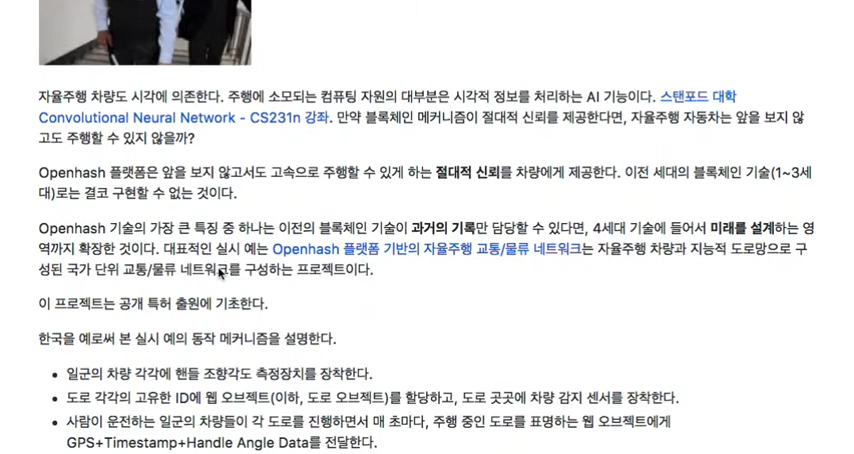 자율주행 차량도 시각에 의존한다. 주행에 소모되는 컴퓨팅 자원의 대부분은 시각적 정보를 처리하는 AI 기능이다. 스탠포드 대학
Convolutional Neural Network - CS231n 강좌. 만약 블록체인 메커니즘이 절대적 신뢰를 제공한다면, 자율주행 자동차는 앞을 보지 않
고도 주행할 수 있지 않을까?
Openhash 플랫폼은 앞을 보지 않고서도 고속으로 주행할 수 있게 하는 절대적 신뢰를 차량에게 제공한다. 이전 세대의 블록체인 기술(1~3세
대)로는 결코 구현할 수 없는 것이다.
Openhash 기술의 가장 큰 특징 중 하나는 이전의 블록체인 기술이 과거의 기록만 담당할 수 있다면, 4세대 기술에 들어서 미래를 설계하는 영
역까지 확장한 것이다. 대표적인 실시 예는 Openhash 플랫폼 기반의 자율주행 교통/물류 네트워크는 자율주행 차량과 지능적 도로망으로 구
성된 국가 단위 교통/물류 네트워크를 구성하는 프로젝트이다.
이 프로젝트는 공개 특허 출원에 기초한다.
한국을 예로써 본 실시 예의 동작 메커니즘을 설명한다.
• 일군의 차량 각각에 핸들 조향각도 측정장치를 장착한다.
• 도로 각각의 고유한 ID에 웹 오브젝트(이하, 도로 오브젝트)를 할당하고, 도로 곳곳에 차량 감지 센서를 장착한다.
• 사람이 운전하는 일군의 차량들이 각 도로를 진행하면서 매 초마다, 주행 중인 도로를 표명하는 웹 오브젝트에게
GPS+Timestamp+Handle Angle Data를 전달한다.